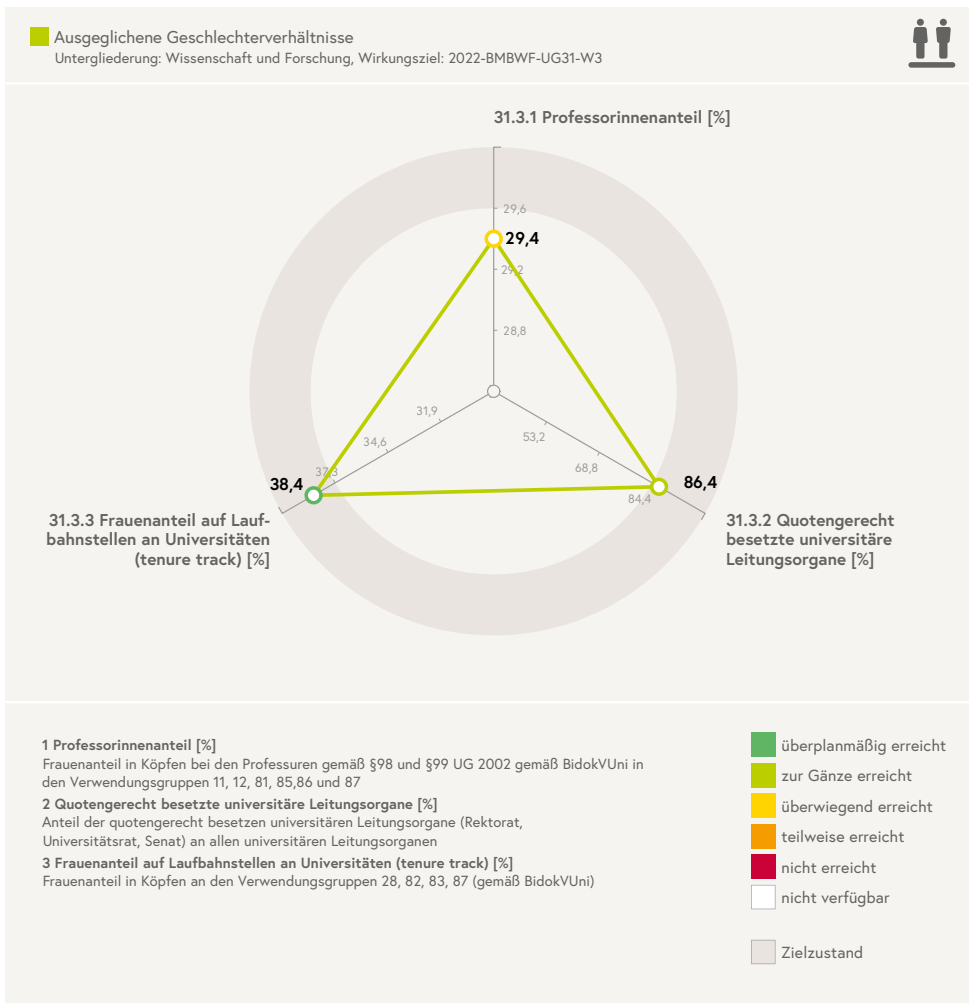 Ausgeglichene Geschlechterverhältnisse
Untergliederung: Wissenschaft und Forschung, Wirkungsziel: 2022-BMBWF-UG31-W3
31.3.1 Professorinnenanteil [%]
29,6
29,4
29,2
28,8
31,9
53,2
34,6
68,8
37,3
38,4
86,4
84,4
31.3.3 Frauenanteil auf Lauf-
bahnstellen an Universitäten
(tenure track) [%]
31.3.2 Quotengerecht
besetzte universitäre
Leitungsorgane [%]
1 Professorinnenanteil [%]
Frauenanteil in Köpfen bei den Professuren gemäß §98 und §99 UG 2002 gemäß BidokVUni in
den Verwendungsgruppen 11, 12, 81, 85,86 und 87
2 Quotengerecht besetzte universitäre Leitungsorgane [%]
Anteil der quotengerecht besetzen universitären Leitungsorgane (Rektorat,
Universitätsrat, Senat) an allen universitären Leitungsorganen
3 Frauenanteil auf Laufbahnstellen an Universitäten (tenure track) [%]
Frauenanteil in Köpfen an den Verwendungsgruppen 28, 82, 83, 87 (gemäß BidokVUni)
überplanmäßig erreicht
zur Gänze erreicht
überwiegend erreicht
teilweise erreicht
nicht erreicht
nicht verfügbar
Zielzustand